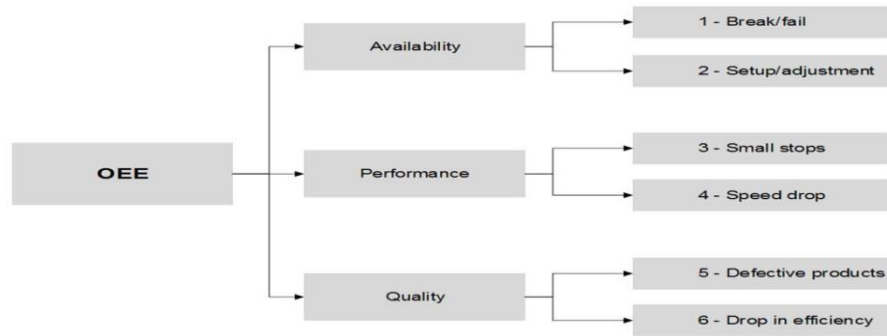 OEE
Availability
1 - Break/fail
2 - Setup/adjustment
Performance
3 - Small stops
4 - Speed drop
Quality
5 - Defective products
6 - Drop in efficiency